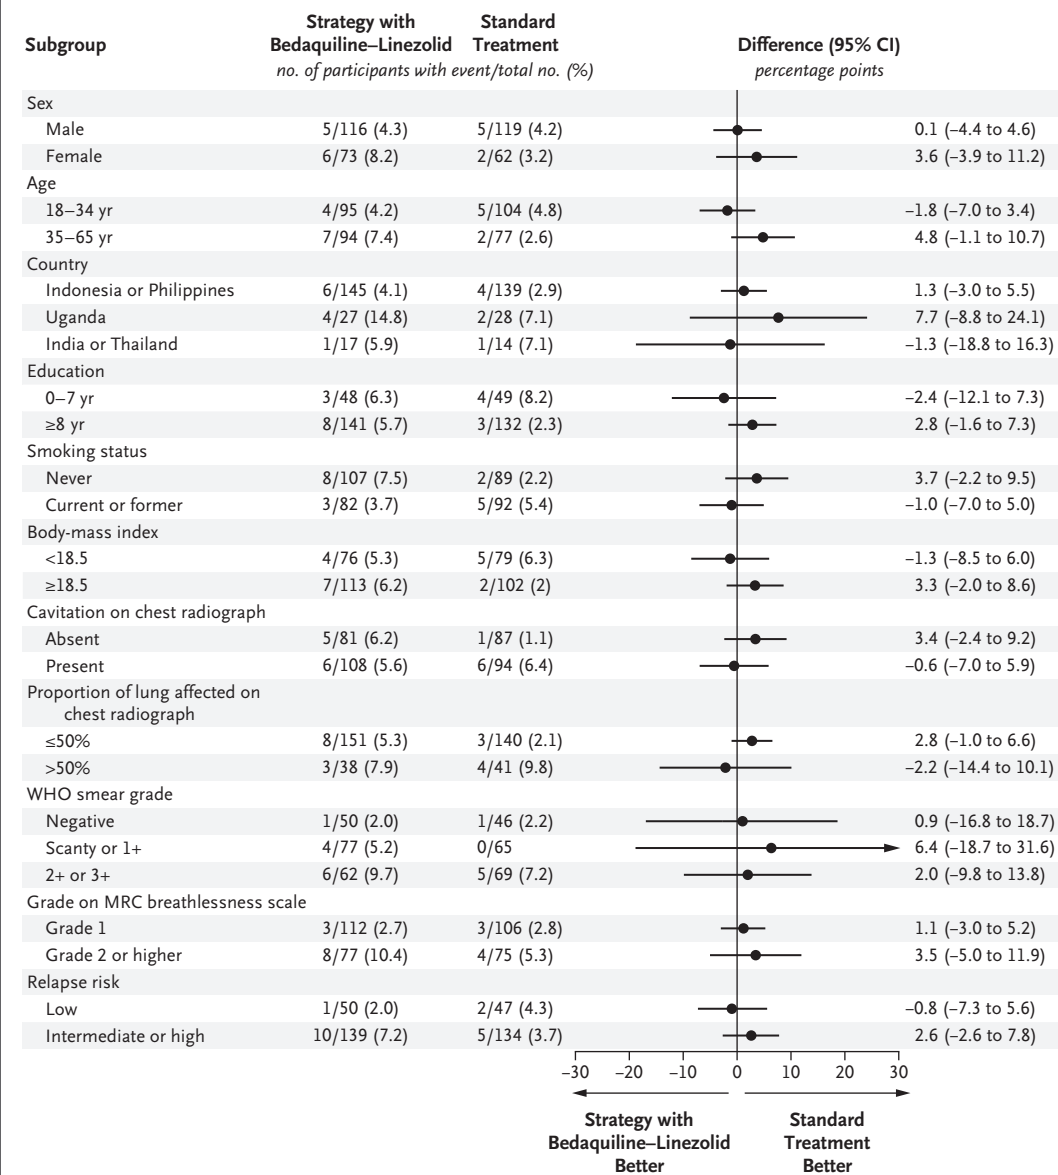 Subgroup Strategy with Bedaquiline–Linezolid Standard Treatment Difference (95% CI)
no. of participants with event/total no. (%) percentage points
Sex
Male 5/116 (4.3) 5/119 (4.2) 0.1 (–4.4 to 4.6)
Female 6/73 (8.2) 2/62 (3.2) 3.6 (–3.9 to 11.2)
Age
18–34 yr 4/95 (4.2) 5/104 (4.8) –1.8 (–7.0 to 3.4)
35–65 yr 7/94 (7.4) 2/77 (2.6) 4.8 (–1.1 to 10.7)
Country
Indonesia or Philippines 6/145 (4.1) 4/139 (2.9) 1.3 (–3.0 to 5.5)
Uganda 4/27 (14.8) 2/28 (7.1) 7.7 (–8.8 to 24.1)
India or Thailand 1/17 (5.9) 1/14 (7.1) –1.3 (–18.8 to 16.3)
Education
0–7 yr 3/48 (6.3) 4/49 (8.2) –2.4 (–12.1 to 7.3)
≥8 yr 8/141 (5.7) 3/132 (2.3) 2.8 (–1.6 to 7.3)
Smoking status
Never 8/107 (7.5) 2/89 (2.2) 3.7 (–2.2 to 9.5)
Current or former 3/82 (3.7) 5/92 (5.4) –1.0 (–7.0 to 5.0)
Body-mass index
<18.5 4/76 (5.3) 5/79 (6.3) –1.3 (–8.5 to 6.0)
≥18.5 7/113 (6.2) 2/102 (2) 3.3 (–2.0 to 8.6)
Cavitation on chest radiograph
Absent 5/81 (6.2) 1/87 (1.1) 3.4 (–2.4 to 9.2)
Present 6/108 (5.6) 6/94 (6.4) –0.6 (–7.0 to 5.9)
Proportion of lung affected on
chest radiograph
≤50% 8/151 (5.3) 3/140 (2.1) 2.8 (–1.0 to 6.6)
>50% 3/38 (7.9) 4/41 (9.8) –2.2 (–14.4 to 10.1)
WHO smear grade
Negative 1/50 (2.0) 1/46 (2.2) 0.9 (–16.8 to 18.7)
Scanty or 1+ 4/77 (5.2) 0/65 6.4 (–18.7 to 31.6)
2+ or 3+ 6/62 (9.7) 5/69 (7.2) 2.0 (–9.8 to 13.8)
Grade on MRC breathlessness scale
Grade 1 3/112 (2.7) 3/106 (2.8) 1.1 (–3.0 to 5.2)
Grade 2 or higher 8/77 (10.4) 4/75 (5.3) 3.5 (–5.0 to 11.9)
Relapse risk
Low 1/50 (2.0) 2/47 (4.3) –0.8 (–7.3 to 5.6)
Intermediate or high 10/139 (7.2) 5/134 (3.7) 2.6 (–2.6 to 7.8)
–30 –20 –10 0 10 20 30
Strategy with Bedaquiline–Linezolid Better
Standard Treatment Better